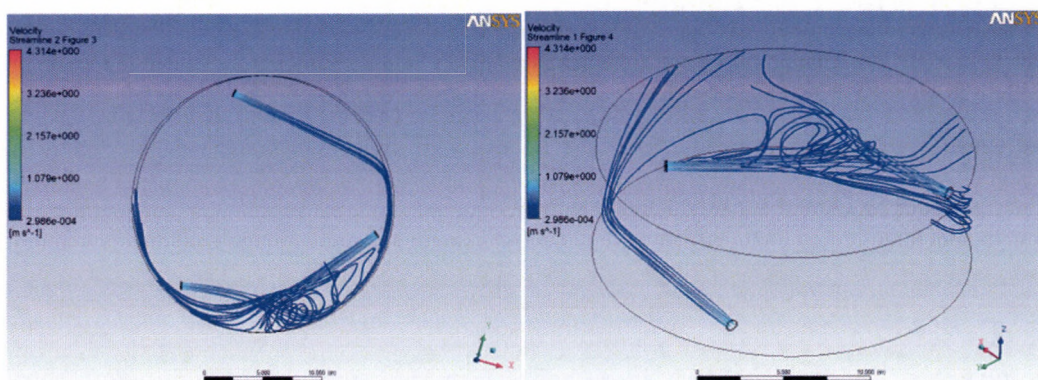 ANSYS
Velocity
Streamline 2 Figure 3
4.314e+000
3.236e+000
2.157e+000
1.079e+000
2.986e-004
[m s^-1]
Y
X
0
5.000
10.000 (m)
ANSYS
Velocity
Streamline 1 Figure 4
4.314e+000
3.236e+000
2.157e+000
1.079e+000
2.986e-004
[m s^-1]
Z
X
Y
0
5.000
10.000 (m)